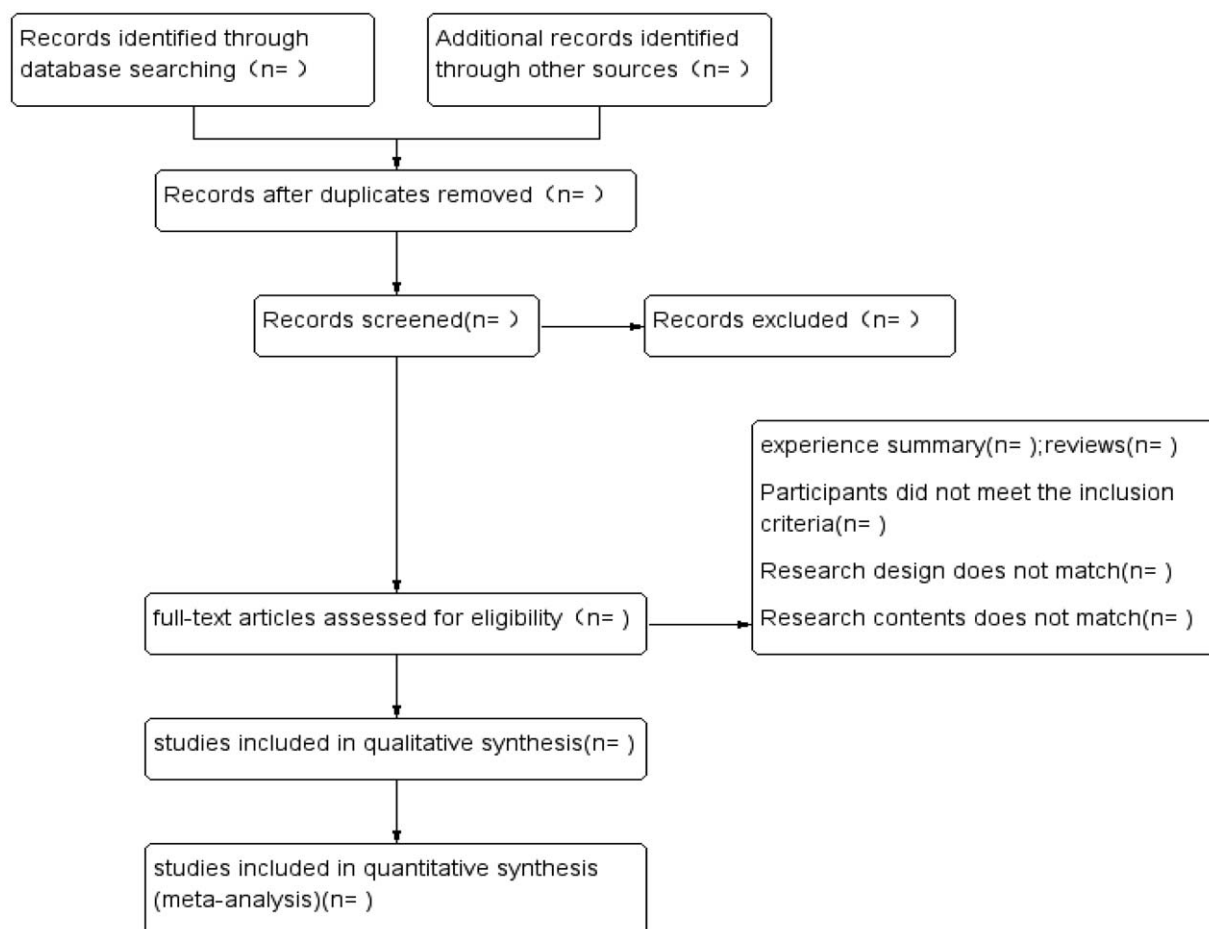 Records identified through
database searching（n= ）
Additional records identified
through other sources（n= ）
Records after duplicates removed（n= ）
Records screened(n= ）
Records excluded（n= ）
experience summary(n= );reviews(n= )
Participants did not meet the inclusion
criteria(n= )
Research design does not match(n= )
Research contents does not match(n= )
full-text articles assessed for eligibility（n= ）
studies included in qualitative synthesis(n= )
studies included in quantitative synthesis
(meta-analysis)(n= )